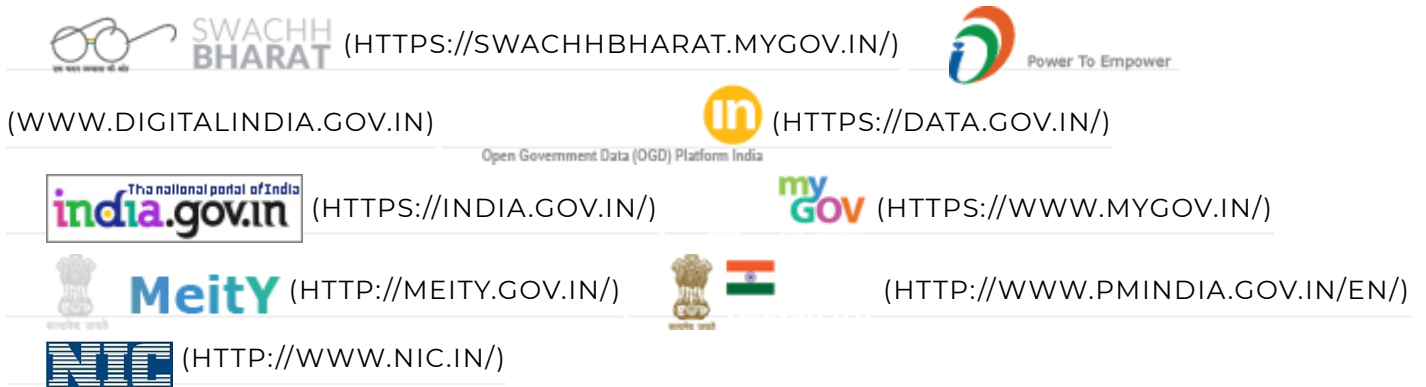 SWACHH
BHARAT (HTTPS://SWACHHBHARAT.MYGOV.IN/)
Power To Empower
(WWW.DIGITALINDIA.GOV.IN)
in (HTTPS://DATA.GOV.IN/)
Open Government Data (OGD) Platform India
The national portal of India
india.gov.in (HTTPS://INDIA.GOV.IN/)
my
GOV (HTTPS://WWW.MYGOV.IN/)
MeitY (HTTP://MEITY.GOV.IN/)
(HTTP://WWW.PMINDIA.GOV.IN/EN/)
NIC (HTTP://WWW.NIC.IN/)